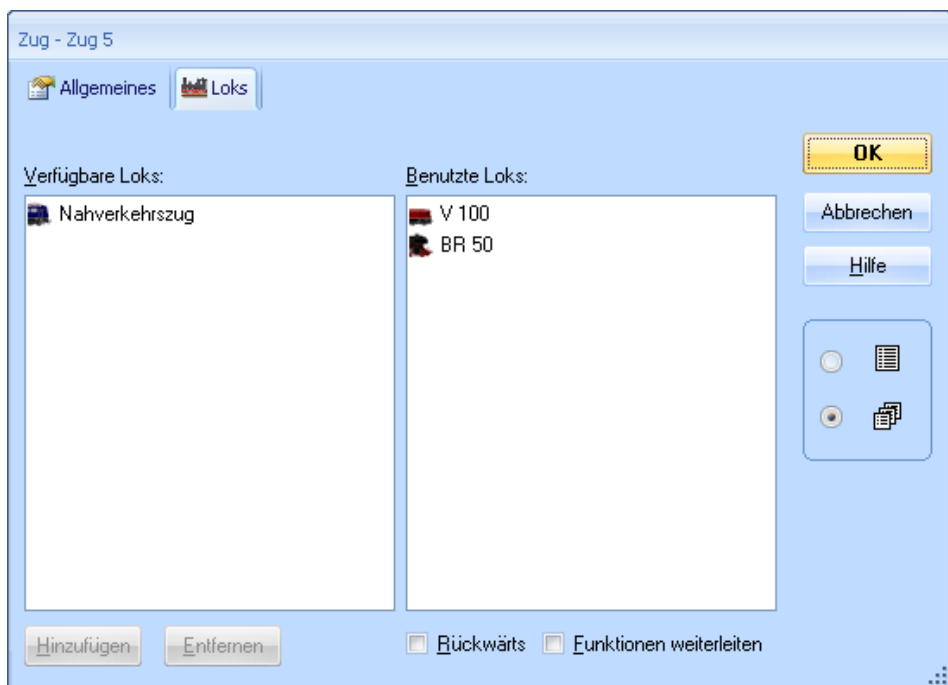 Zug - Zug 5
Allgemeines
Loks
Verfügbare Loks:
Nahverkehrszug
Benutzte Loks:
V 100
BR 50
OK
Abbrechen
Hilfe
Hinzufügen
Entfernen
Rückwärts
Funktionen weiterleiten